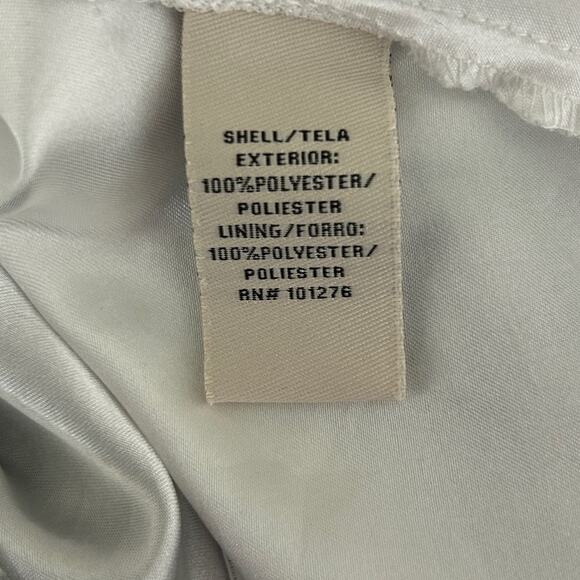 SHELL/TELA
EXTERIOR:
100%POLYESTER/
POLIESTER
LINING/FORRO:
100%POLYESTER/
POLIESTER
RN# 101276